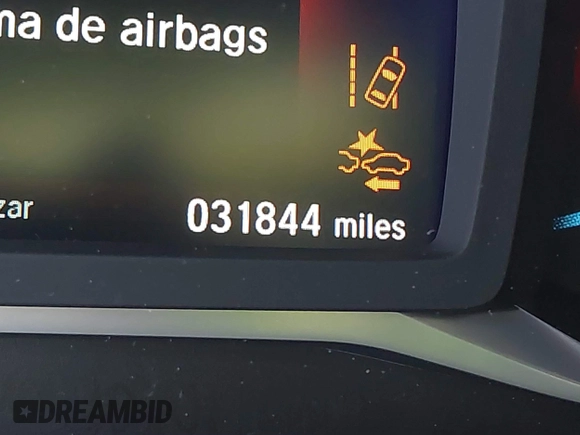 ma de airbags
zar
031844 miles
DREAMBID